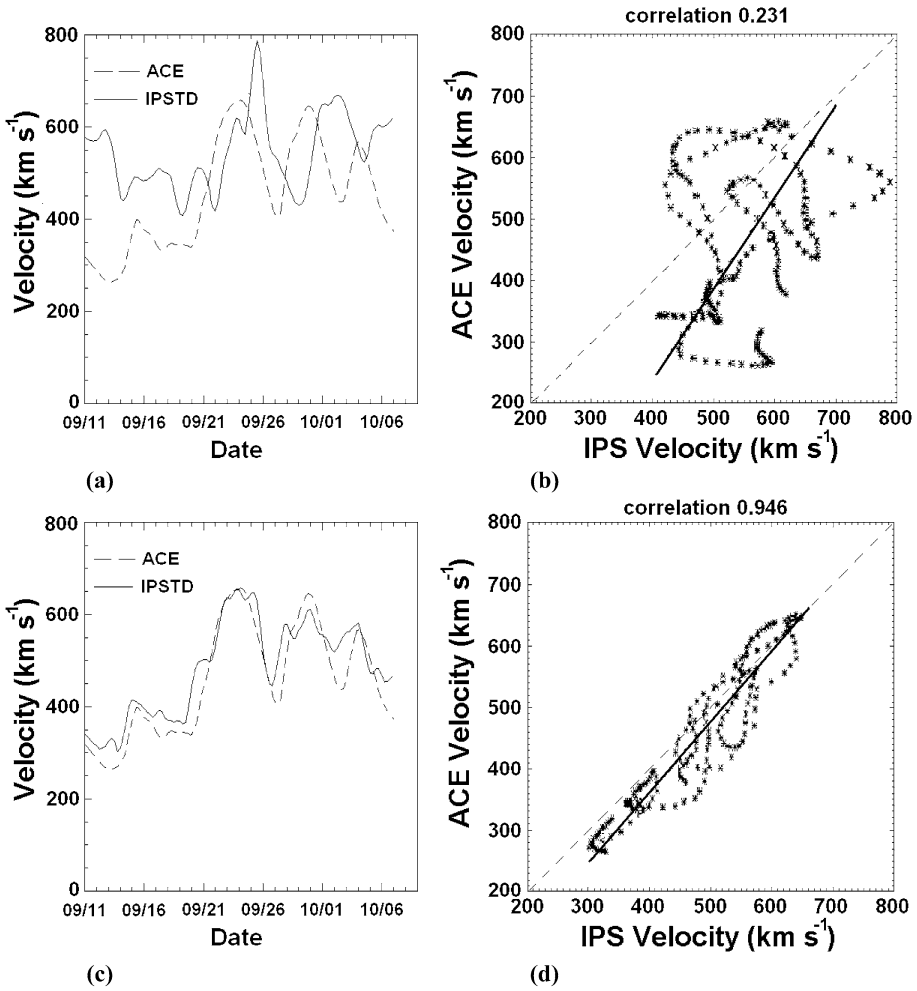 800
600
400
200
0
Velocity (km s-1)
ACE
IPSTD
09/11 09/16 09/21 09/26 10/01 10/06
Date
(a)
correlation 0.231
800
700
600
500
400
300
200
ACE Velocity (km s-1)
200 300 400 500 600 700 800
IPS Velocity (km s-1)
(b)
800
600
400
200
0
Velocity (km s-1)
ACE
IPSTD
09/11 09/16 09/21 09/26 10/01 10/06
Date
(c)
correlation 0.946
800
700
600
500
400
300
200
ACE Velocity (km s-1)
200 300 400 500 600 700 800
IPS Velocity (km s-1)
(d)